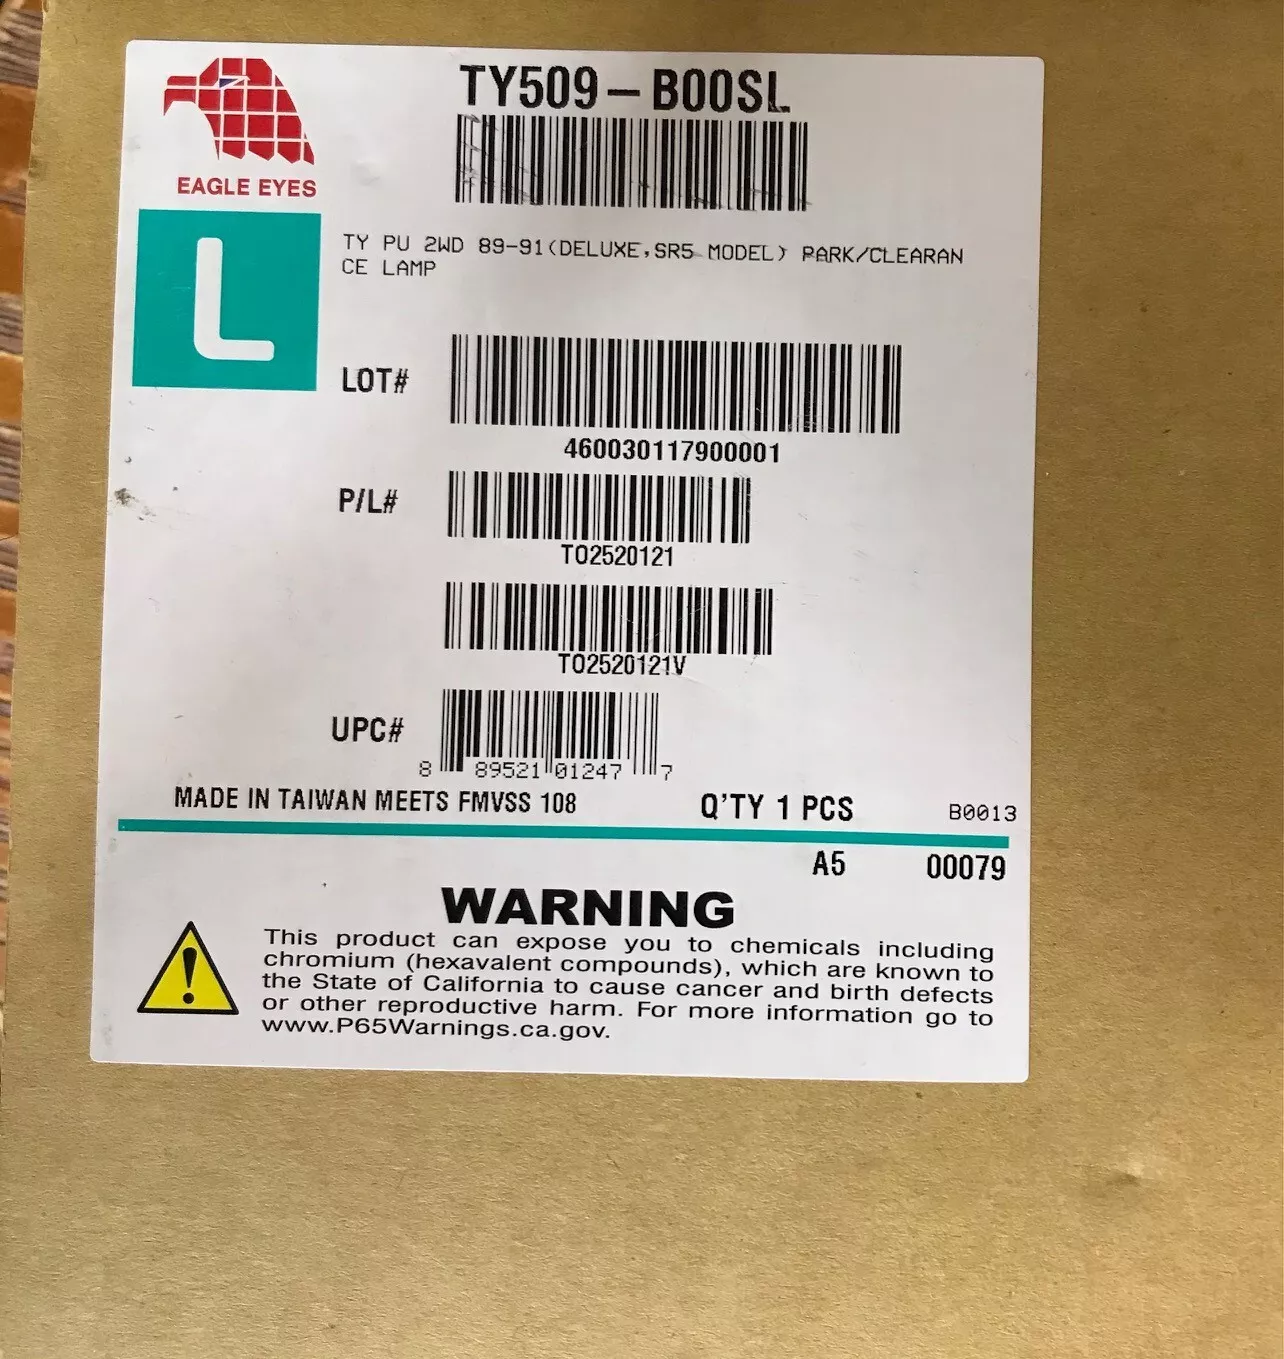 TY509-B00SL
EAGLE EYES
L
TY PU 2WD 89-91(DELUXE,SR5 MODEL) PARK/CLEARAN
CE LAMP
LOT#
460030117900001
P/L#
TO2520121
TO2520121V
UPC#
8 89521 01247 7
MADE IN TAIWAN MEETS FMVSS 108 Q'TY 1 PCS B0013
A5 00079
WARNING
This product can expose you to chemicals including
chromium (hexavalent compounds), which are known to
the State of California to cause cancer and birth defects
or other reproductive harm. For more information go to
www.P65Warnings.ca.gov.